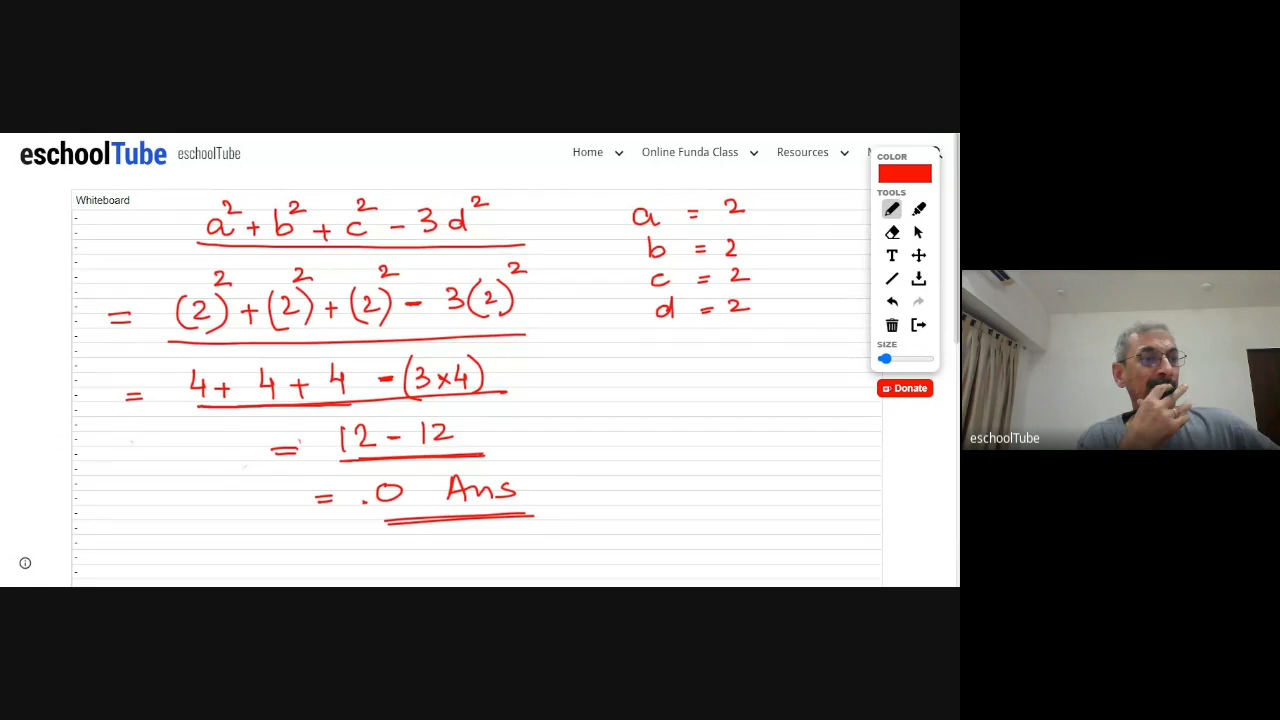 eschoolTube eschoolTube
Home Online Funda Class Resources
Whiteboard
a² + b² + c² - 3d²
= (2)² + (2)² + (2)² - 3(2)²
= 4 + 4 + 4 - (3×4)
= 12 - 12
= .0 Ans
a = 2
b = 2
c = 2
d = 2
COLOR
TOOLS
T
SIZE
Donate
eschoolTube